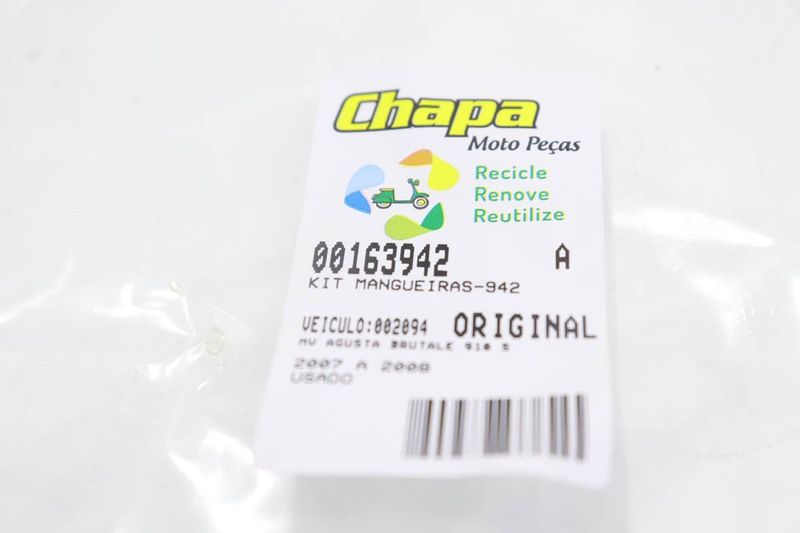 Chapa
Moto Peças
Recicle
Renove
Reutilize
00163942 A
KIT MANGUEIRAS-942
VEICULO:002094 ORIGINAL
MV AGUSTA BRUTALE 910 S
2007 A 2008
USADO